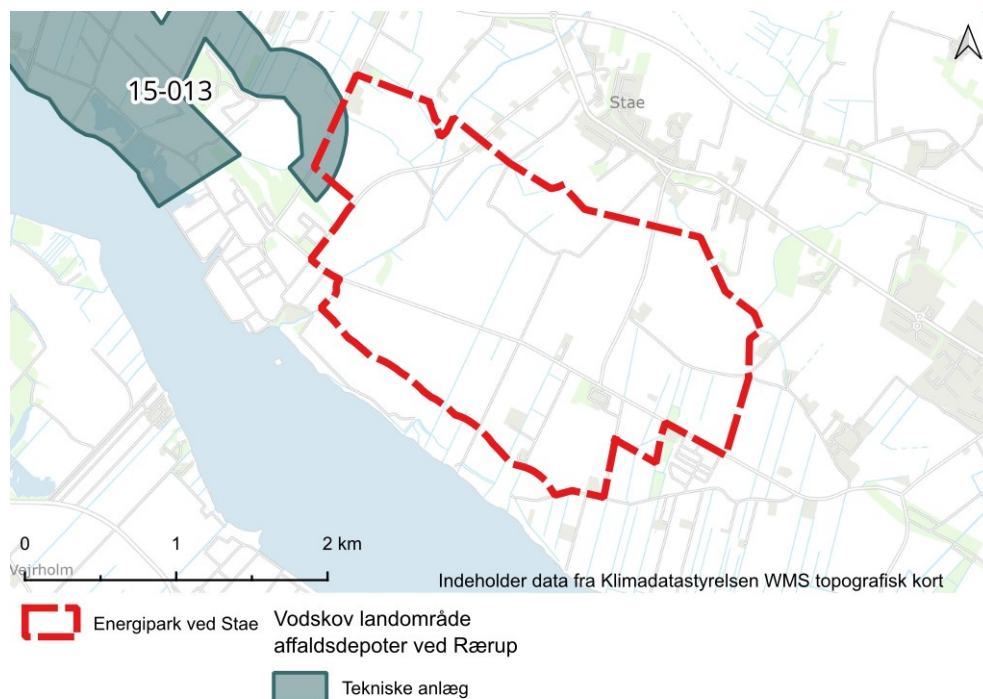 15-013
Stae
0 1 2 km
Vejrholm
Indeholder data fra Klimadatastyrelsen WMS topografisk kort
Energipark ved Stae
Vodskov landområde
affaldsdepoter ved Rærup
Tekniske anlæg